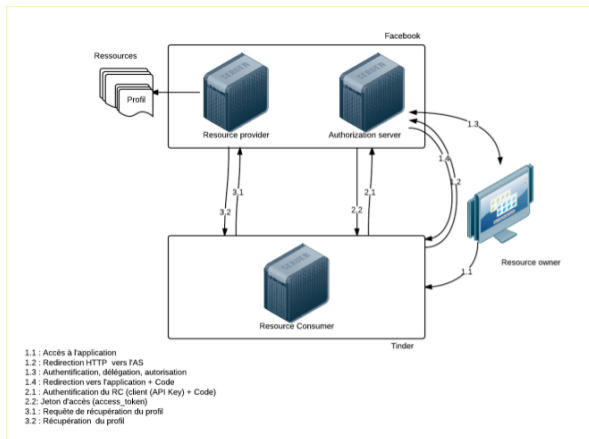 Facebook
Ressources
Profil
SERVER
SERVER
Resource provider
Authorization server
1.3
1.4
1.2
3.1
2.1
3.2
2.2
Resource owner
1.1
SERVER
Resource Consumer
Tinder
1.1 : Accès à l'application
1.2 : Redirection HTTP vers l'AS
1.3 : Authentification, délégation, autorisation
1.4 : Redirection vers l'application + Code
2.1 : Authentification du RC (client (API Key) + Code)
2.2: Jeton d'accès (access_token)
3.1 : Requête de récupération du profil
3.2 : Récupération du profil